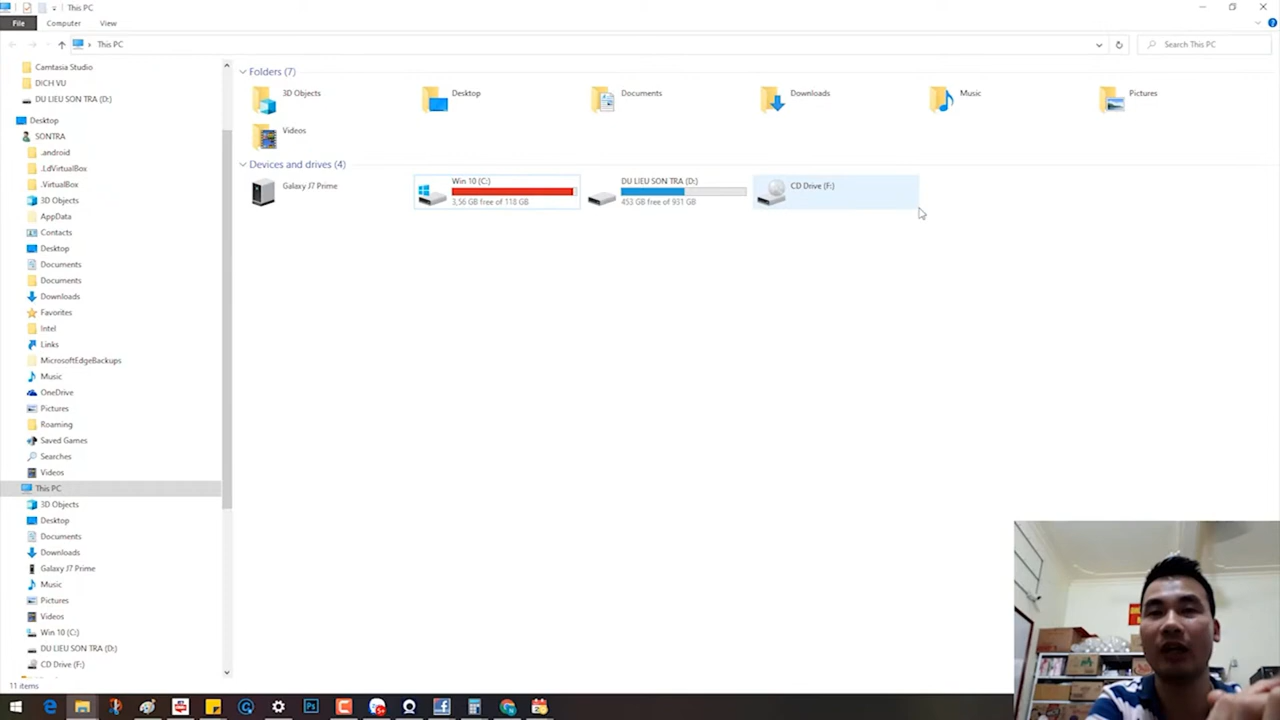 This PC
File
Computer
View
This PC
Search This PC
Camtasia Studio
DICH VU
DU LIEU SON TRA (D:)
Desktop
SONTRA
.android
.LdVirtualBox
.VirtualBox
3D Objects
AppData
Contacts
Desktop
Documents
Documents
Downloads
Favorites
Intel
Links
MicrosoftEdgeBackups
Music
OneDrive
Pictures
Roaming
Saved Games
Searches
Videos
This PC
3D Objects
Desktop
Documents
Downloads
Galaxy J7 Prime
Music
Pictures
Videos
Win 10 (C:)
DU LIEU SON TRA (D:)
CD Drive (F:)
Folders (7)
3D Objects
Desktop
Documents
Downloads
Music
Pictures
Videos
Devices and drives (4)
Galaxy J7 Prime
Win 10 (C:)
3,56 GB free of 118 GB
DU LIEU SON TRA (D:)
453 GB free of 931 GB
CD Drive (F:)
11 items